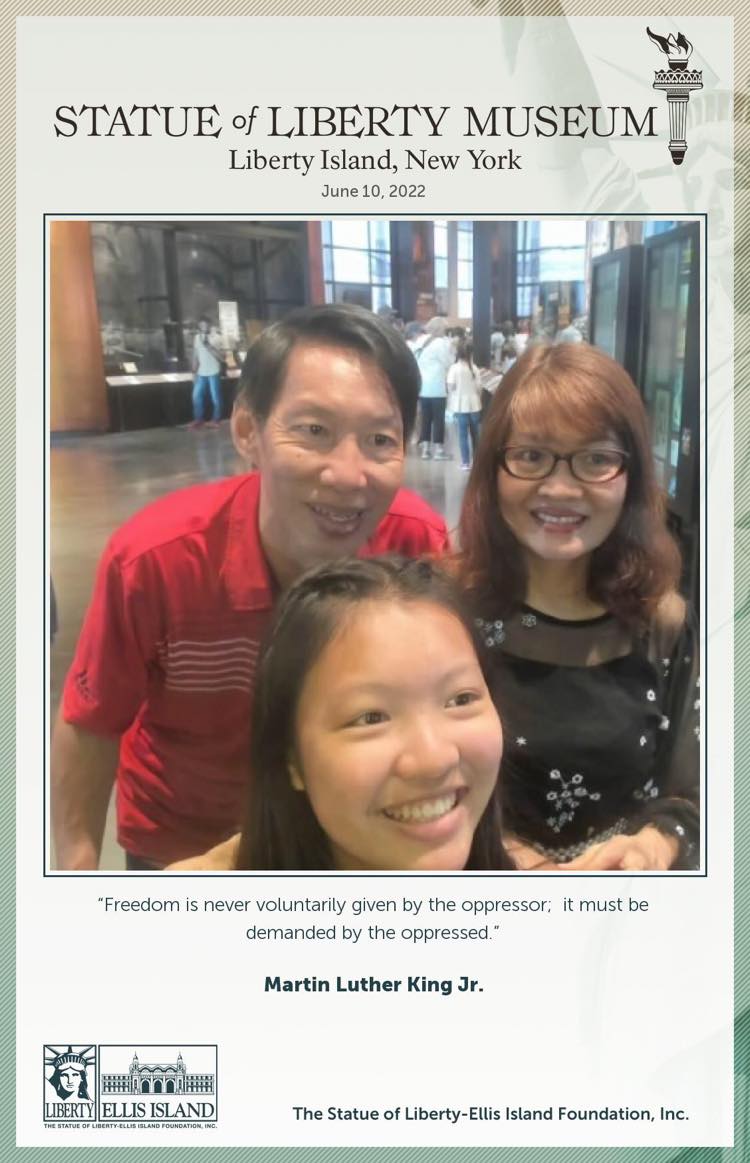 STATUE of LIBERTY MUSEUM
Liberty Island, New York
June 10, 2022
“Freedom is never voluntarily given by the oppressor;  it must be
demanded by the oppressed.”
Martin Luther King Jr.
LIBERTY ELLIS ISLAND
THE STATUE OF LIBERTY-ELLIS ISLAND FOUNDATION, INC.
The Statue of Liberty-Ellis Island Foundation, Inc.